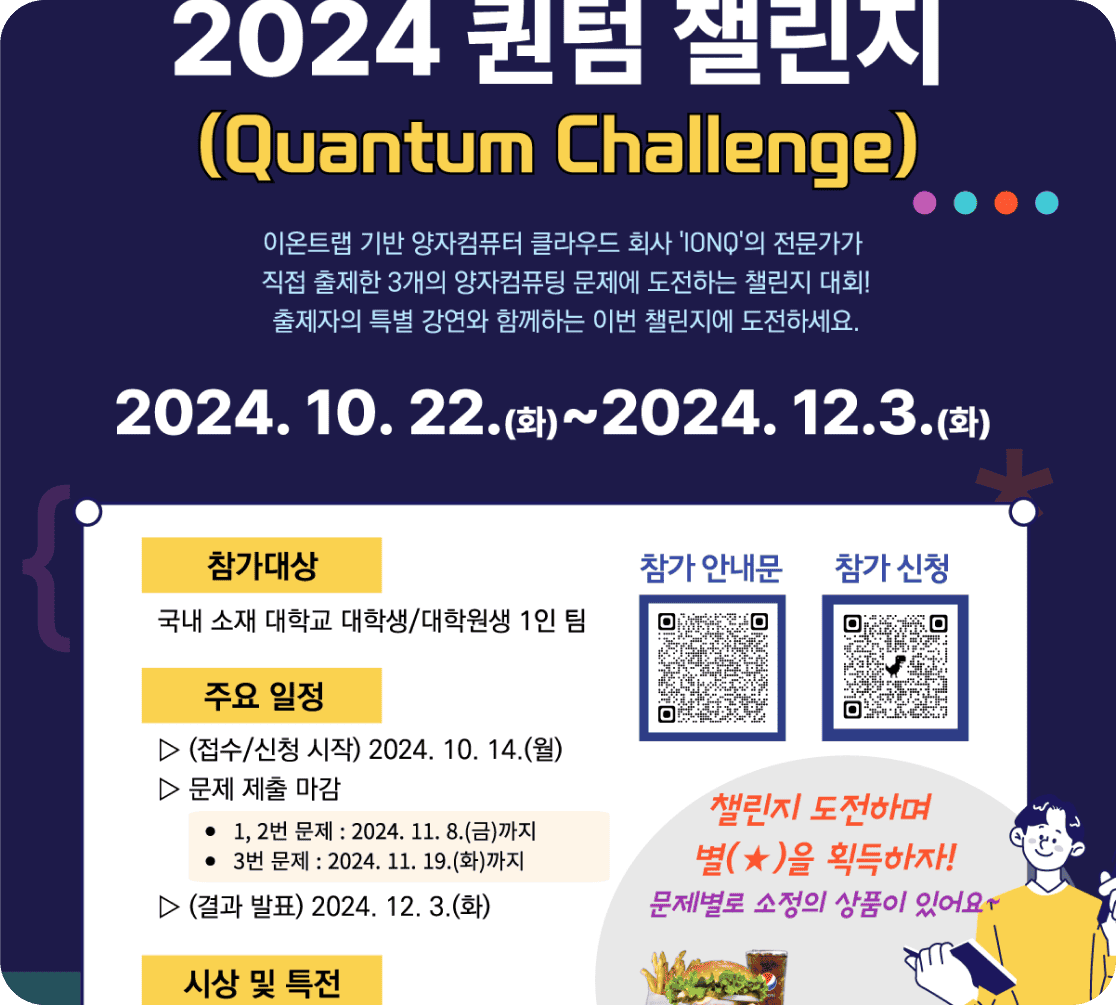 2024 퀀텀 챌린지
(Quantum Challenge)
이온트랩 기반 양자컴퓨터 클라우드 회사 'IONQ'의 전문가가
직접 출제한 3개의 양자컴퓨팅 문제에 도전하는 챌린지 대회!
출제자의 특별 강연와 함께하는 이번 챌린지에 도전하세요.
2024. 10. 22.(화)~2024. 12.3.(화)
참가대상
국내 소재 대학교 대학생/대학원생 1인 팀
주요 일정
▷ (접수/신청 시작) 2024. 10. 14.(월)
▷ 문제 제출 마감
● 1, 2번 문제 : 2024. 11. 8.(금)까지
● 3번 문제 : 2024. 11. 19.(화)까지
▷ (결과 발표) 2024. 12. 3.(화)
시상 및 특전
참가 안내문
참가 신청
챌린지 도전하며
별(★)을 획득하자!
문제별로 소정의 상품이 있어요~